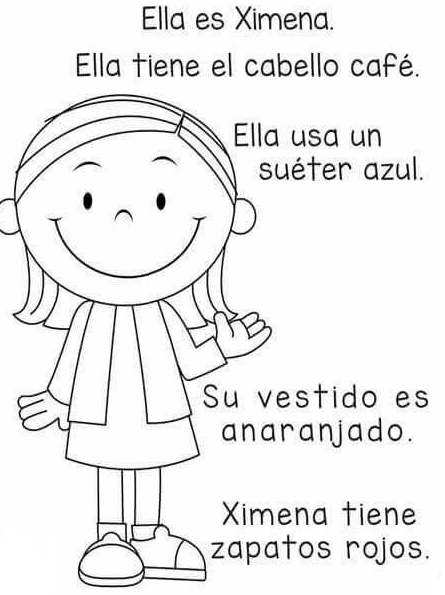 Ella es Ximena.
Ella tiene el cabello café.
Ella usa un
suéter azul.
Su vestido es
anaranjado.
Ximena tiene
zapatos rojos.